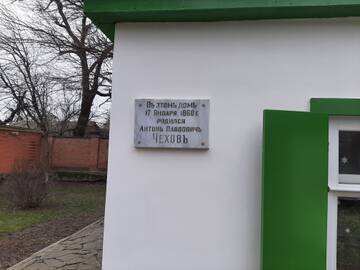 Въ этомъ домѣ
17 Января 1860 г.
родился
Антонъ Павловичъ
Чеховъ